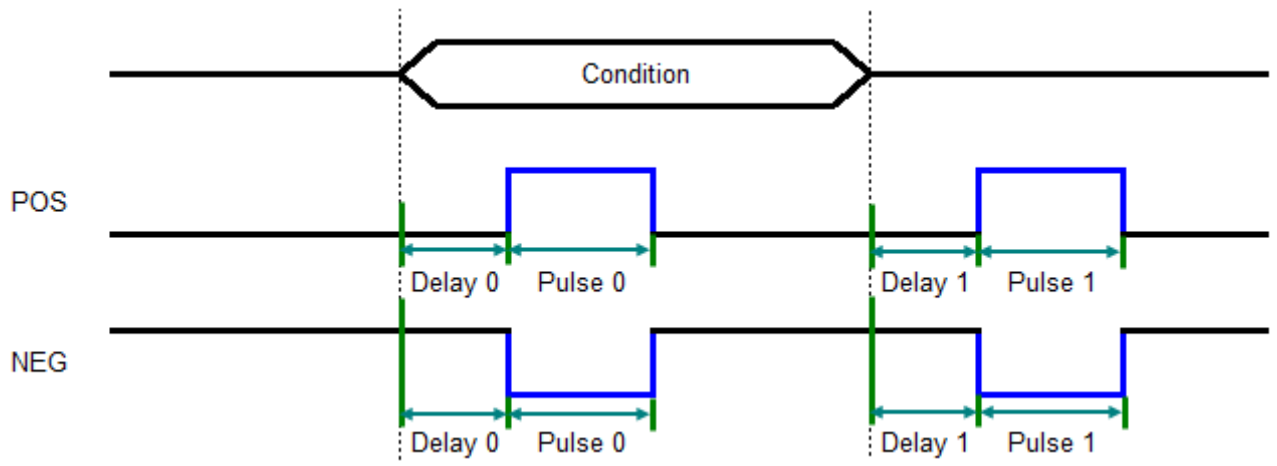 Condition
POS
Delay 0 Pulse 0 Delay 1 Pulse 1
NEG
Delay 0 Pulse 0 Delay 1 Pulse 1